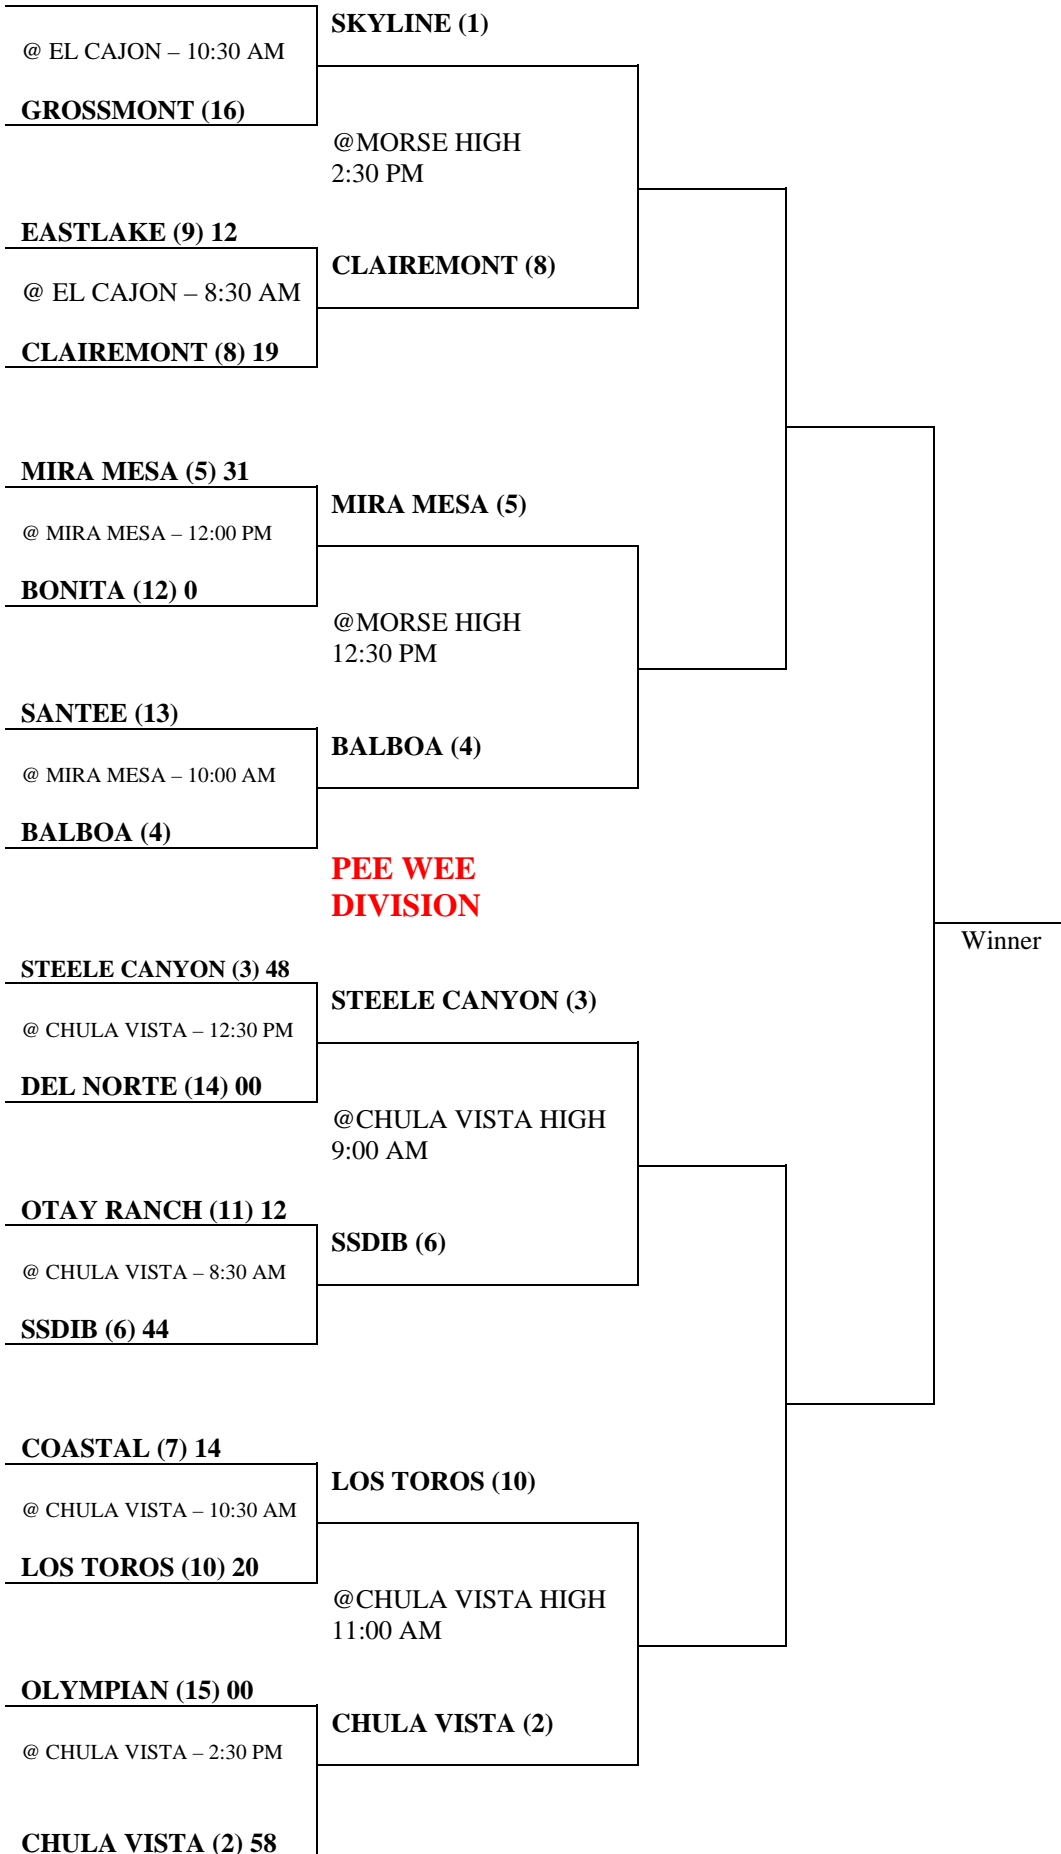 SKYLINE (1)
@ EL CAJON – 10:30 AM
GROSSMONT (16)
@MORSE HIGH
2:30 PM
EASTLAKE (9) 12
CLAIREMONT (8)
@ EL CAJON – 8:30 AM
CLAIREMONT (8) 19
MIRA MESA (5) 31
MIRA MESA (5)
@ MIRA MESA – 12:00 PM
BONITA (12) 0
@MORSE HIGH
12:30 PM
SANTEE (13)
BALBOA (4)
@ MIRA MESA – 10:00 AM
BALBOA (4)
PEE WEE
DIVISION
Winner
STEELE CANYON (3) 48
STEELE CANYON (3)
@ CHULA VISTA – 12:30 PM
DEL NORTE (14) 00
@CHULA VISTA HIGH
9:00 AM
OTAY RANCH (11) 12
SSDIB (6)
@ CHULA VISTA – 8:30 AM
SSDIB (6) 44
COASTAL (7) 14
LOS TOROS (10)
@ CHULA VISTA – 10:30 AM
LOS TOROS (10) 20
@CHULA VISTA HIGH
11:00 AM
OLYMPIAN (15) 00
CHULA VISTA (2)
@ CHULA VISTA – 2:30 PM
CHULA VISTA (2) 58